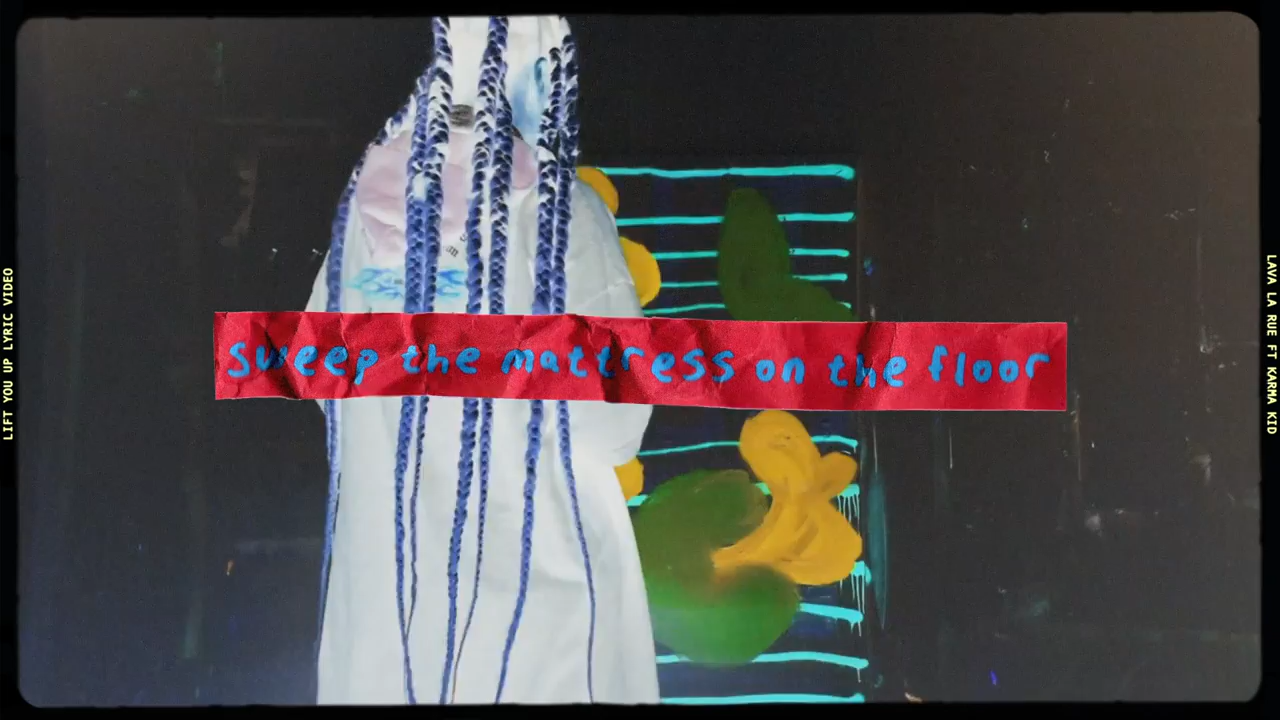 LIFT YOU UP LYRIC VIDEO
sweep the mattress on the floor
LAVA LA RUE FT KARMA KID